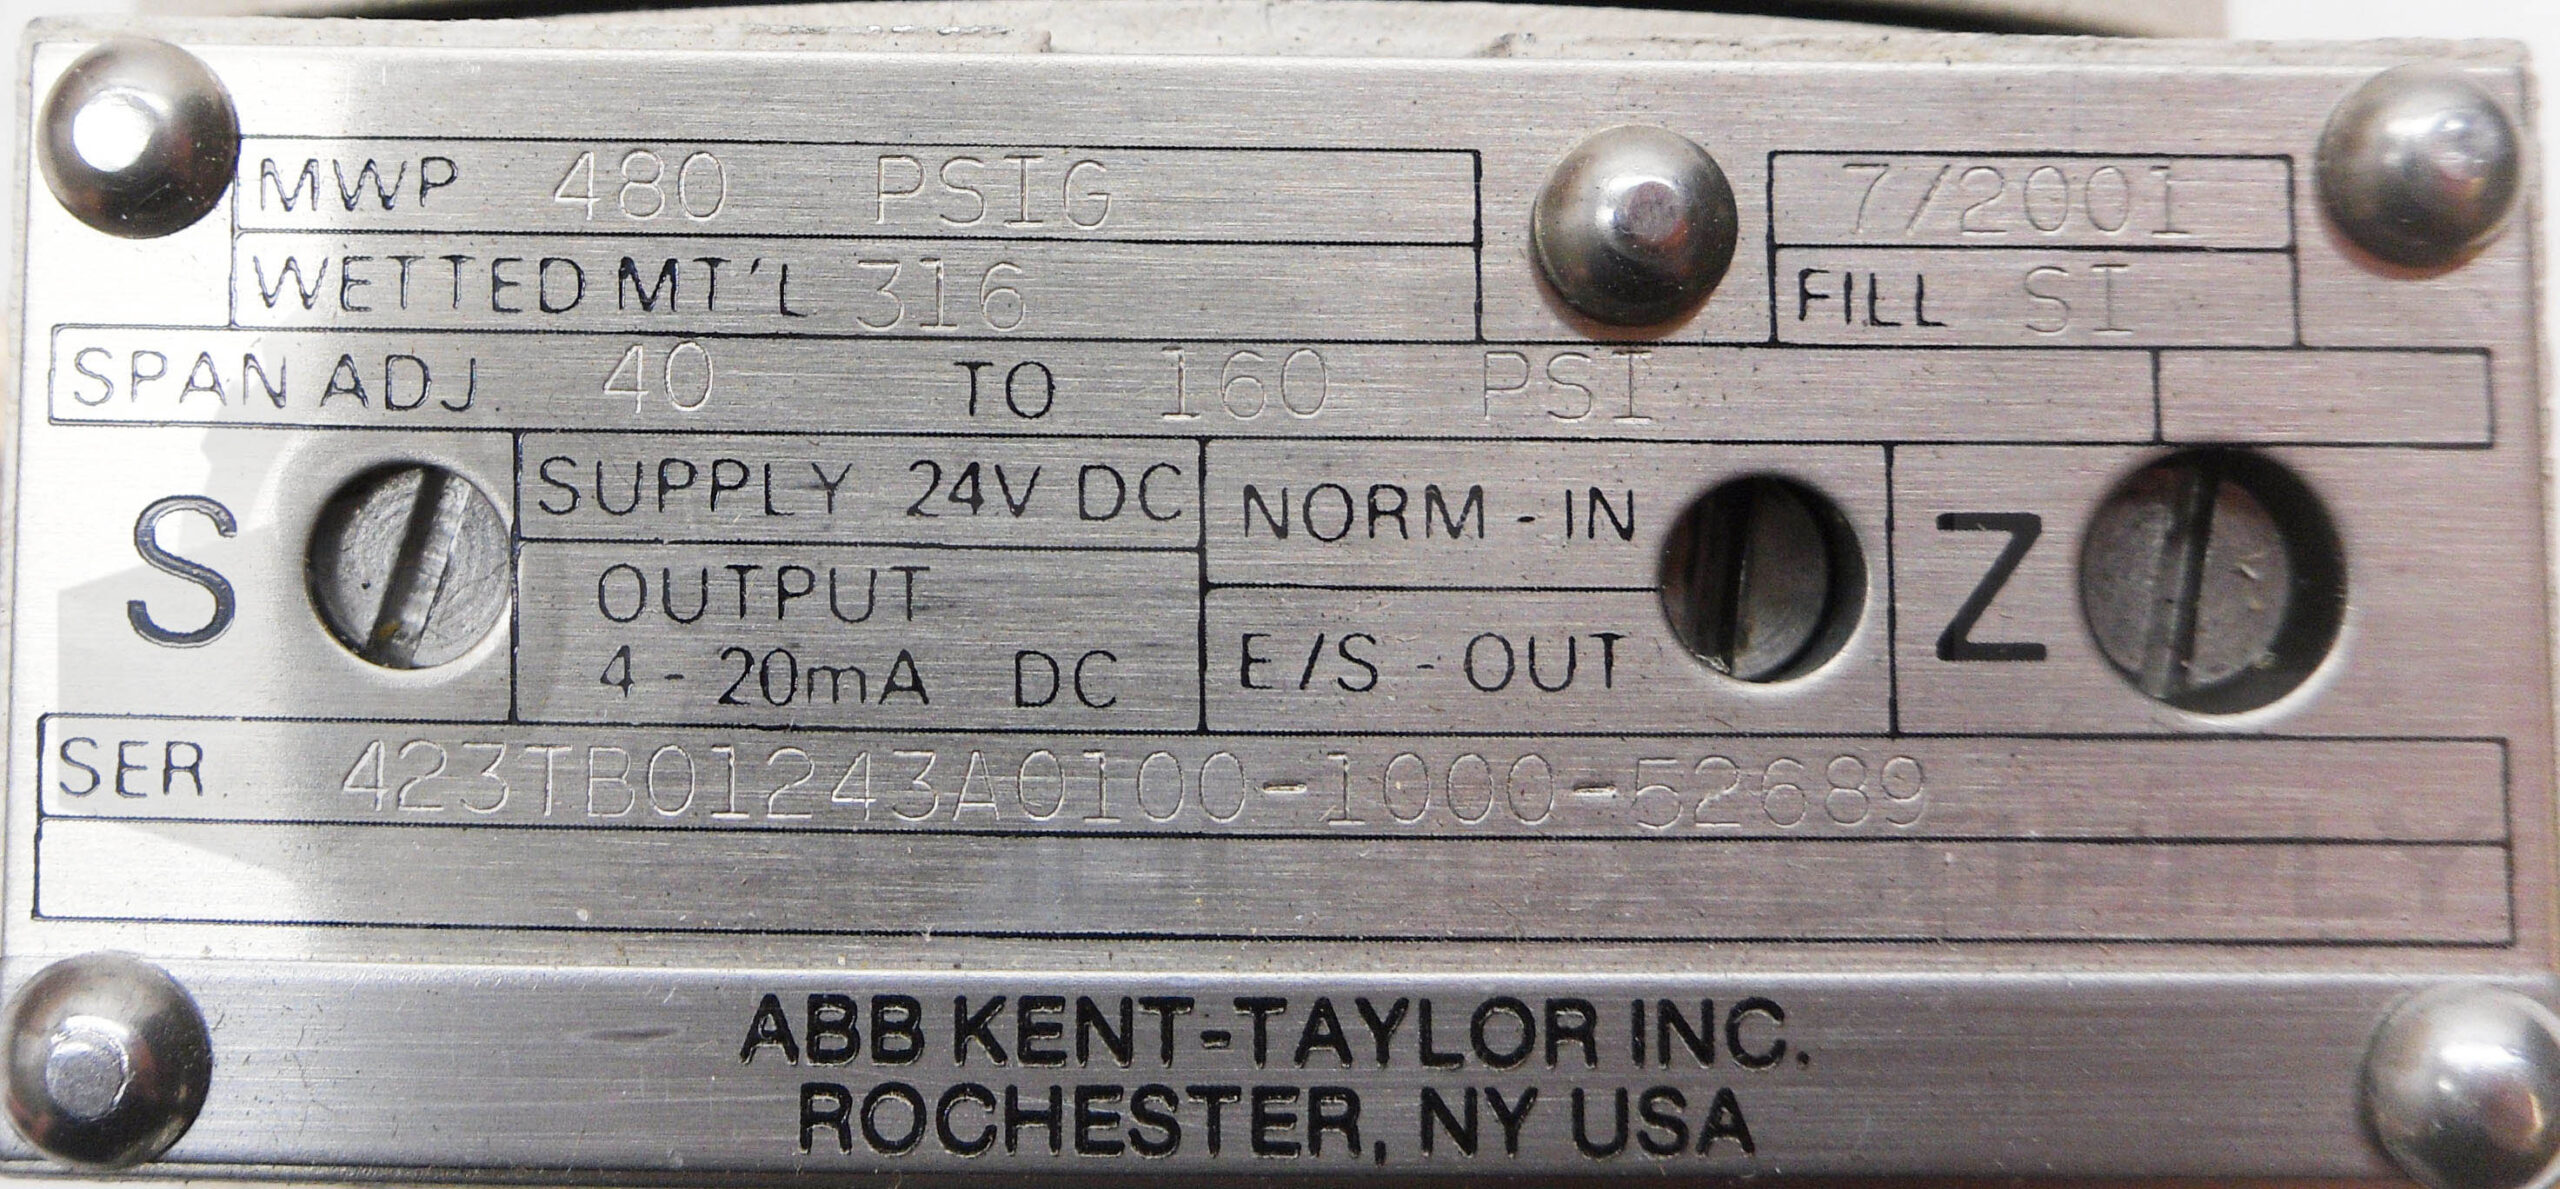 MWP 480 PSIG
7/2001
WETTED MT'L 316
FILL SI
SPAN ADJ. 40 TO 160 PSI
S
SUPPLY 24V DC
OUTPUT
4-20mA DC
NORM-IN
E/S-OUT
Z
SER. 423TB01243A0100-1000-52689
ABB KENT-TAYLOR INC.
ROCHESTER, NY USA